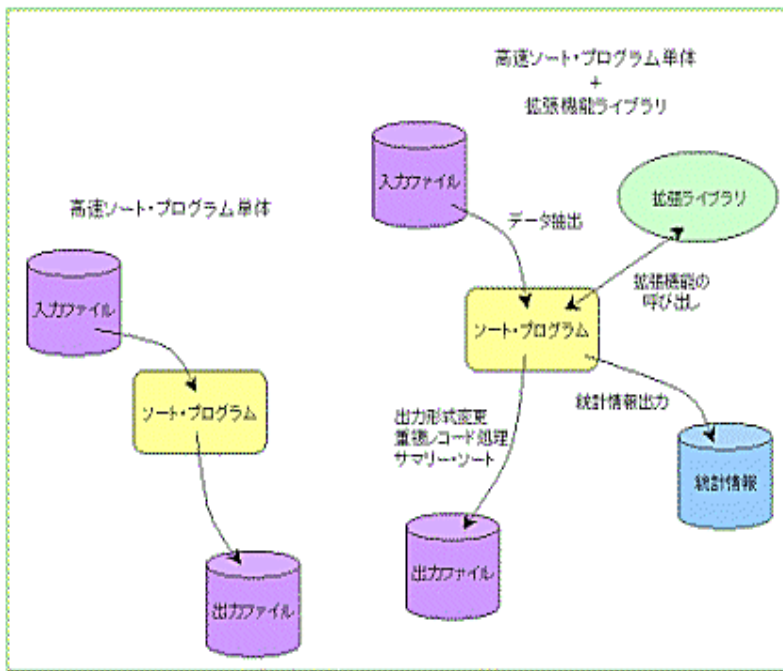 高速ソート・プログラム単体
入力ファイル
ソート・プログラム
出力ファイル
高速ソート・プログラム単体
+
拡張機能ライブラリ
入力ファイル
データ抽出
拡張ライブラリ
拡張機能の
呼び出し
ソート・プログラム
出力形式変更
重複レコード処理
サマリー・ソート
統計情報出力
統計情報
出力ファイル